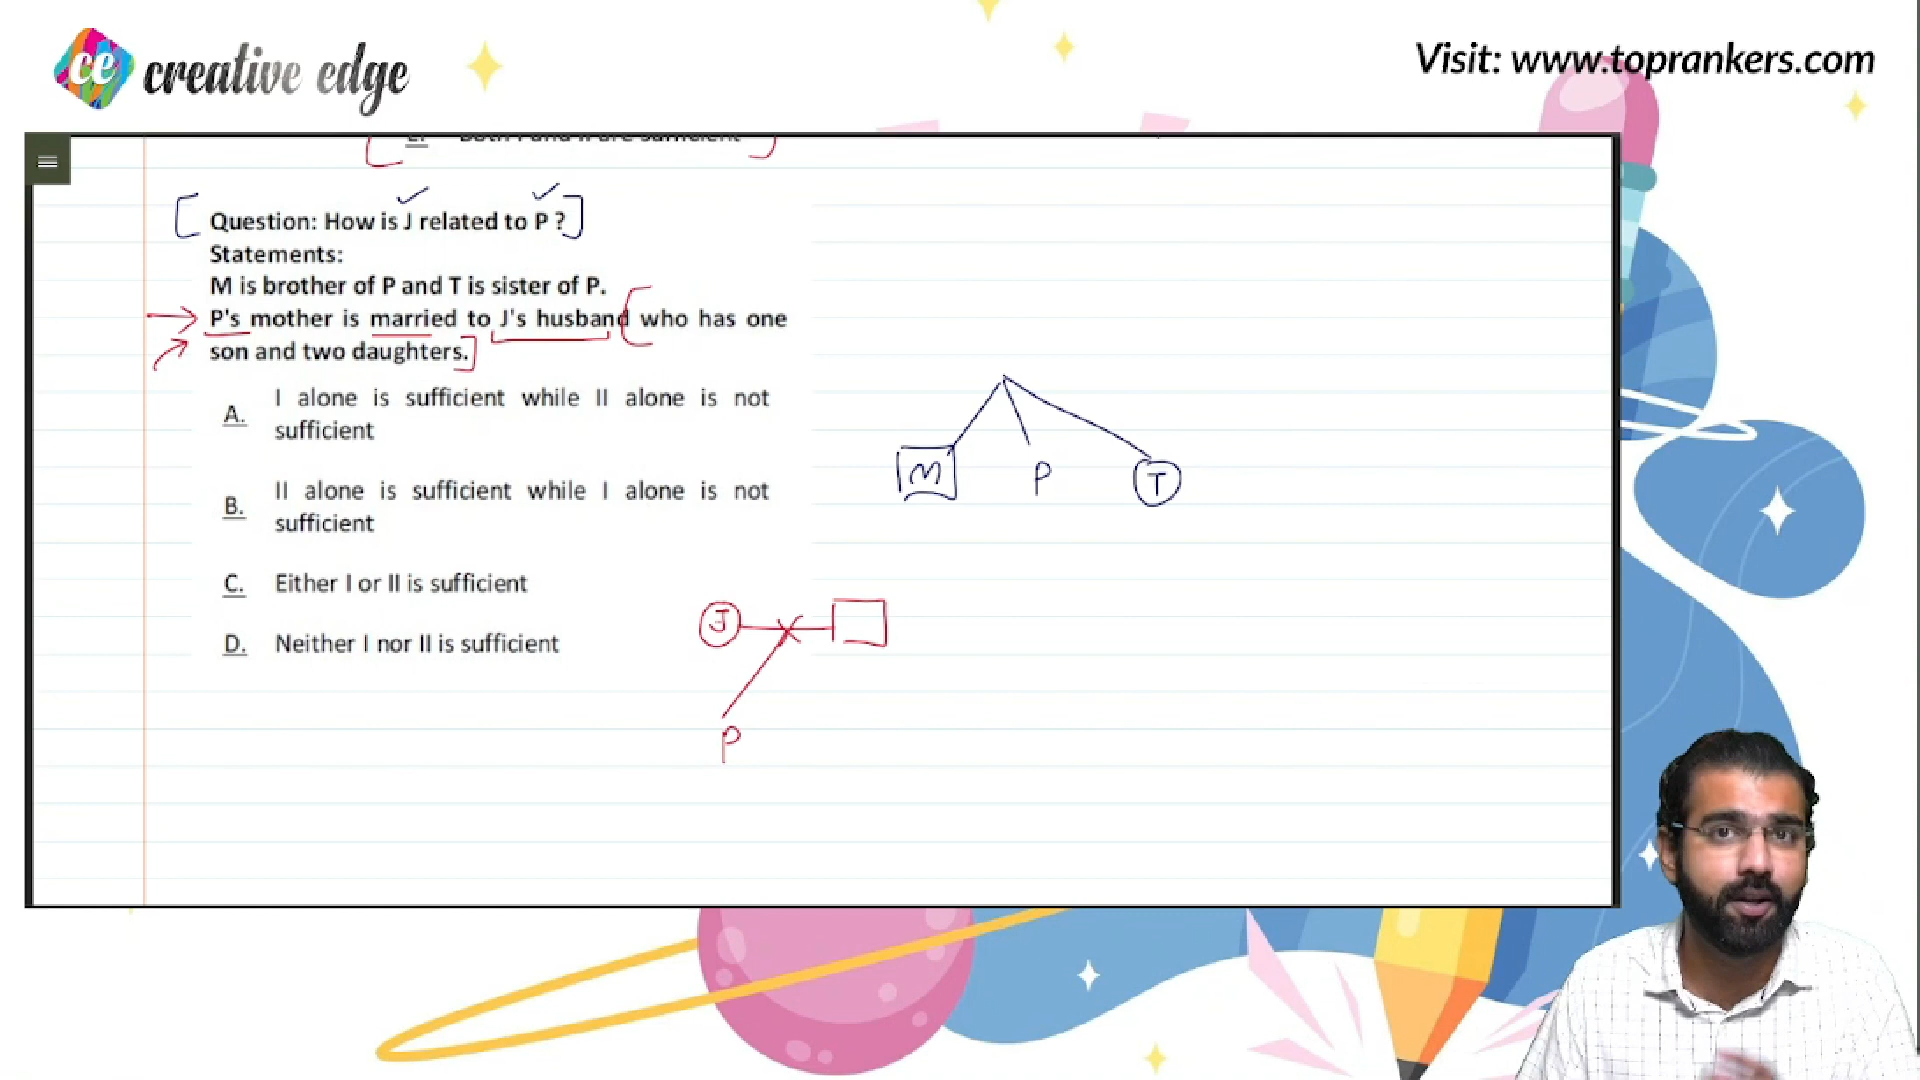 ce creative edge
Visit: www.toprankers.com
Question: How is J related to P ?
Statements:
M is brother of P and T is sister of P.
P's mother is married to J's husband who has one
son and two daughters.
A. I alone is sufficient while II alone is not
sufficient
B. II alone is sufficient while I alone is not
sufficient
C. Either I or II is sufficient
D. Neither I nor II is sufficient
M P T
J
P